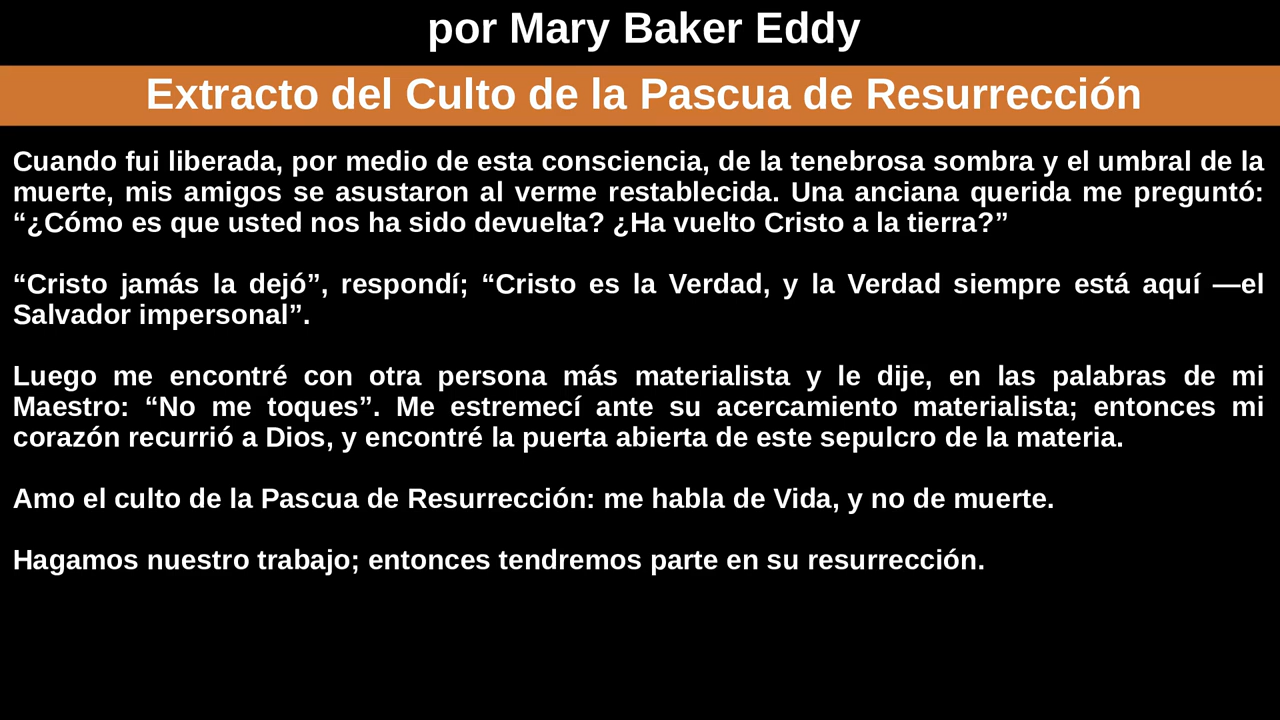 por Mary Baker Eddy
Extracto del Culto de la Pascua de Resurrección
Cuando fui liberada, por medio de esta consciencia, de la tenebrosa sombra y el umbral de la
muerte, mis amigos se asustaron al verme restablecida. Una anciana querida me preguntó:
“¿Cómo es que usted nos ha sido devuelta? ¿Ha vuelto Cristo a la tierra?”
“Cristo jamás la dejó”, respondí; “Cristo es la Verdad, y la Verdad siempre está aquí —el
Salvador impersonal”.
Luego me encontré con otra persona más materialista y le dije, en las palabras de mi
Maestro: “No me toques”. Me estremecí ante su acercamiento materialista; entonces mi
corazón recurrió a Dios, y encontré la puerta abierta de este sepulcro de la materia.
Amo el culto de la Pascua de Resurrección: me habla de Vida, y no de muerte.
Hagamos nuestro trabajo; entonces tendremos parte en su resurrección.